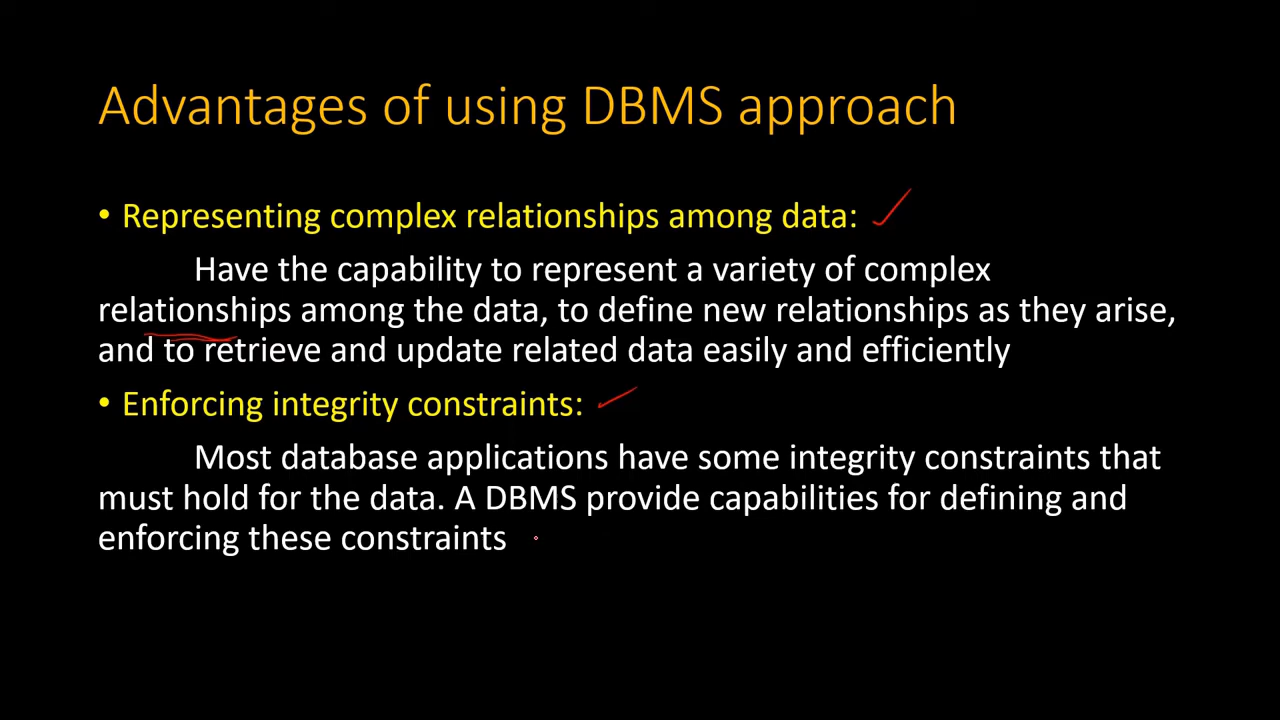 Advantages of using DBMS approach
• Representing complex relationships among data:
Have the capability to represent a variety of complex
relationships among the data, to define new relationships as they arise,
and to retrieve and update related data easily and efficiently
• Enforcing integrity constraints:
Most database applications have some integrity constraints that
must hold for the data. A DBMS provide capabilities for defining and
enforcing these constraints